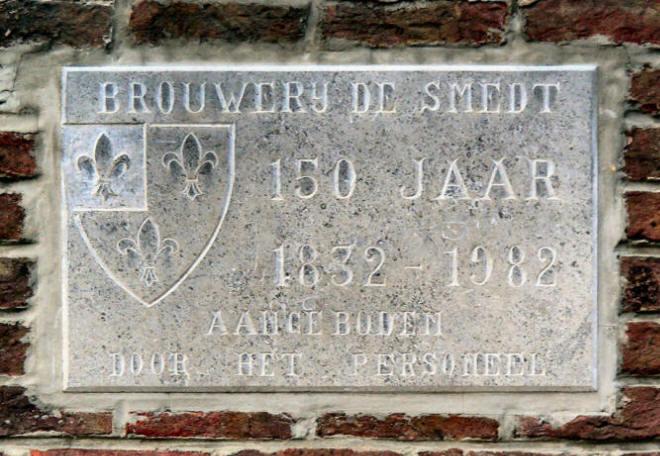 BROUWERY DE SMEDT
150 JAAR
1832-1982
AANGEBODEN
DOOR HET PERSONEEL